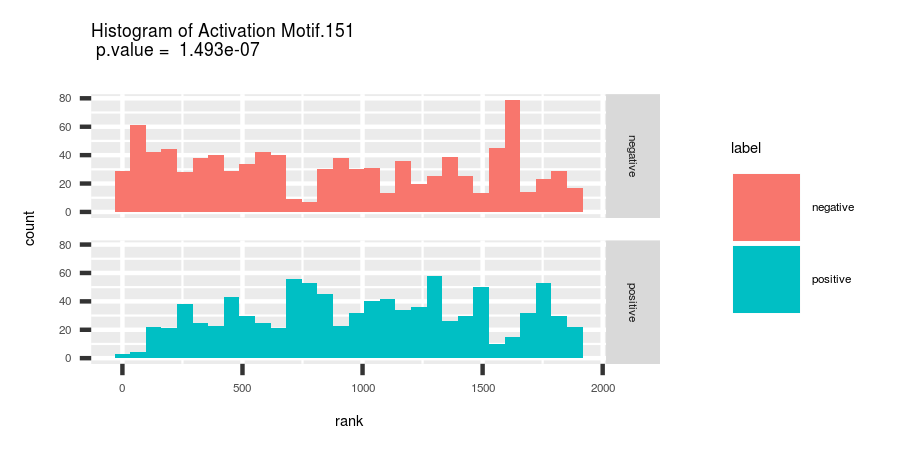 Histogram of Activation Motif.151
p.value = 1.493e-07
count
80
60
40
20
0
negative
80
60
40
20
0
positive
0
500
1000
1500
2000
rank
label
negative
positive